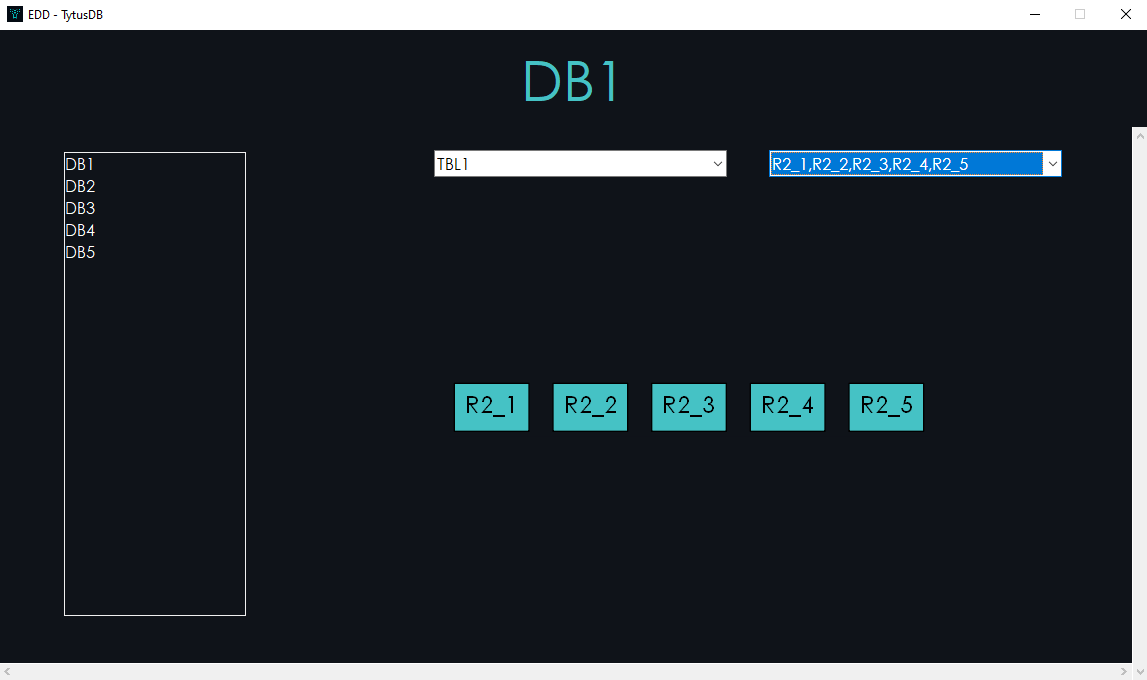 EDD - TytusDB
DB1
DB1
DB2
DB3
DB4
DB5
TBL1
R2_1,R2_2,R2_3,R2_4,R2_5
R2_1 R2_2 R2_3 R2_4 R2_5